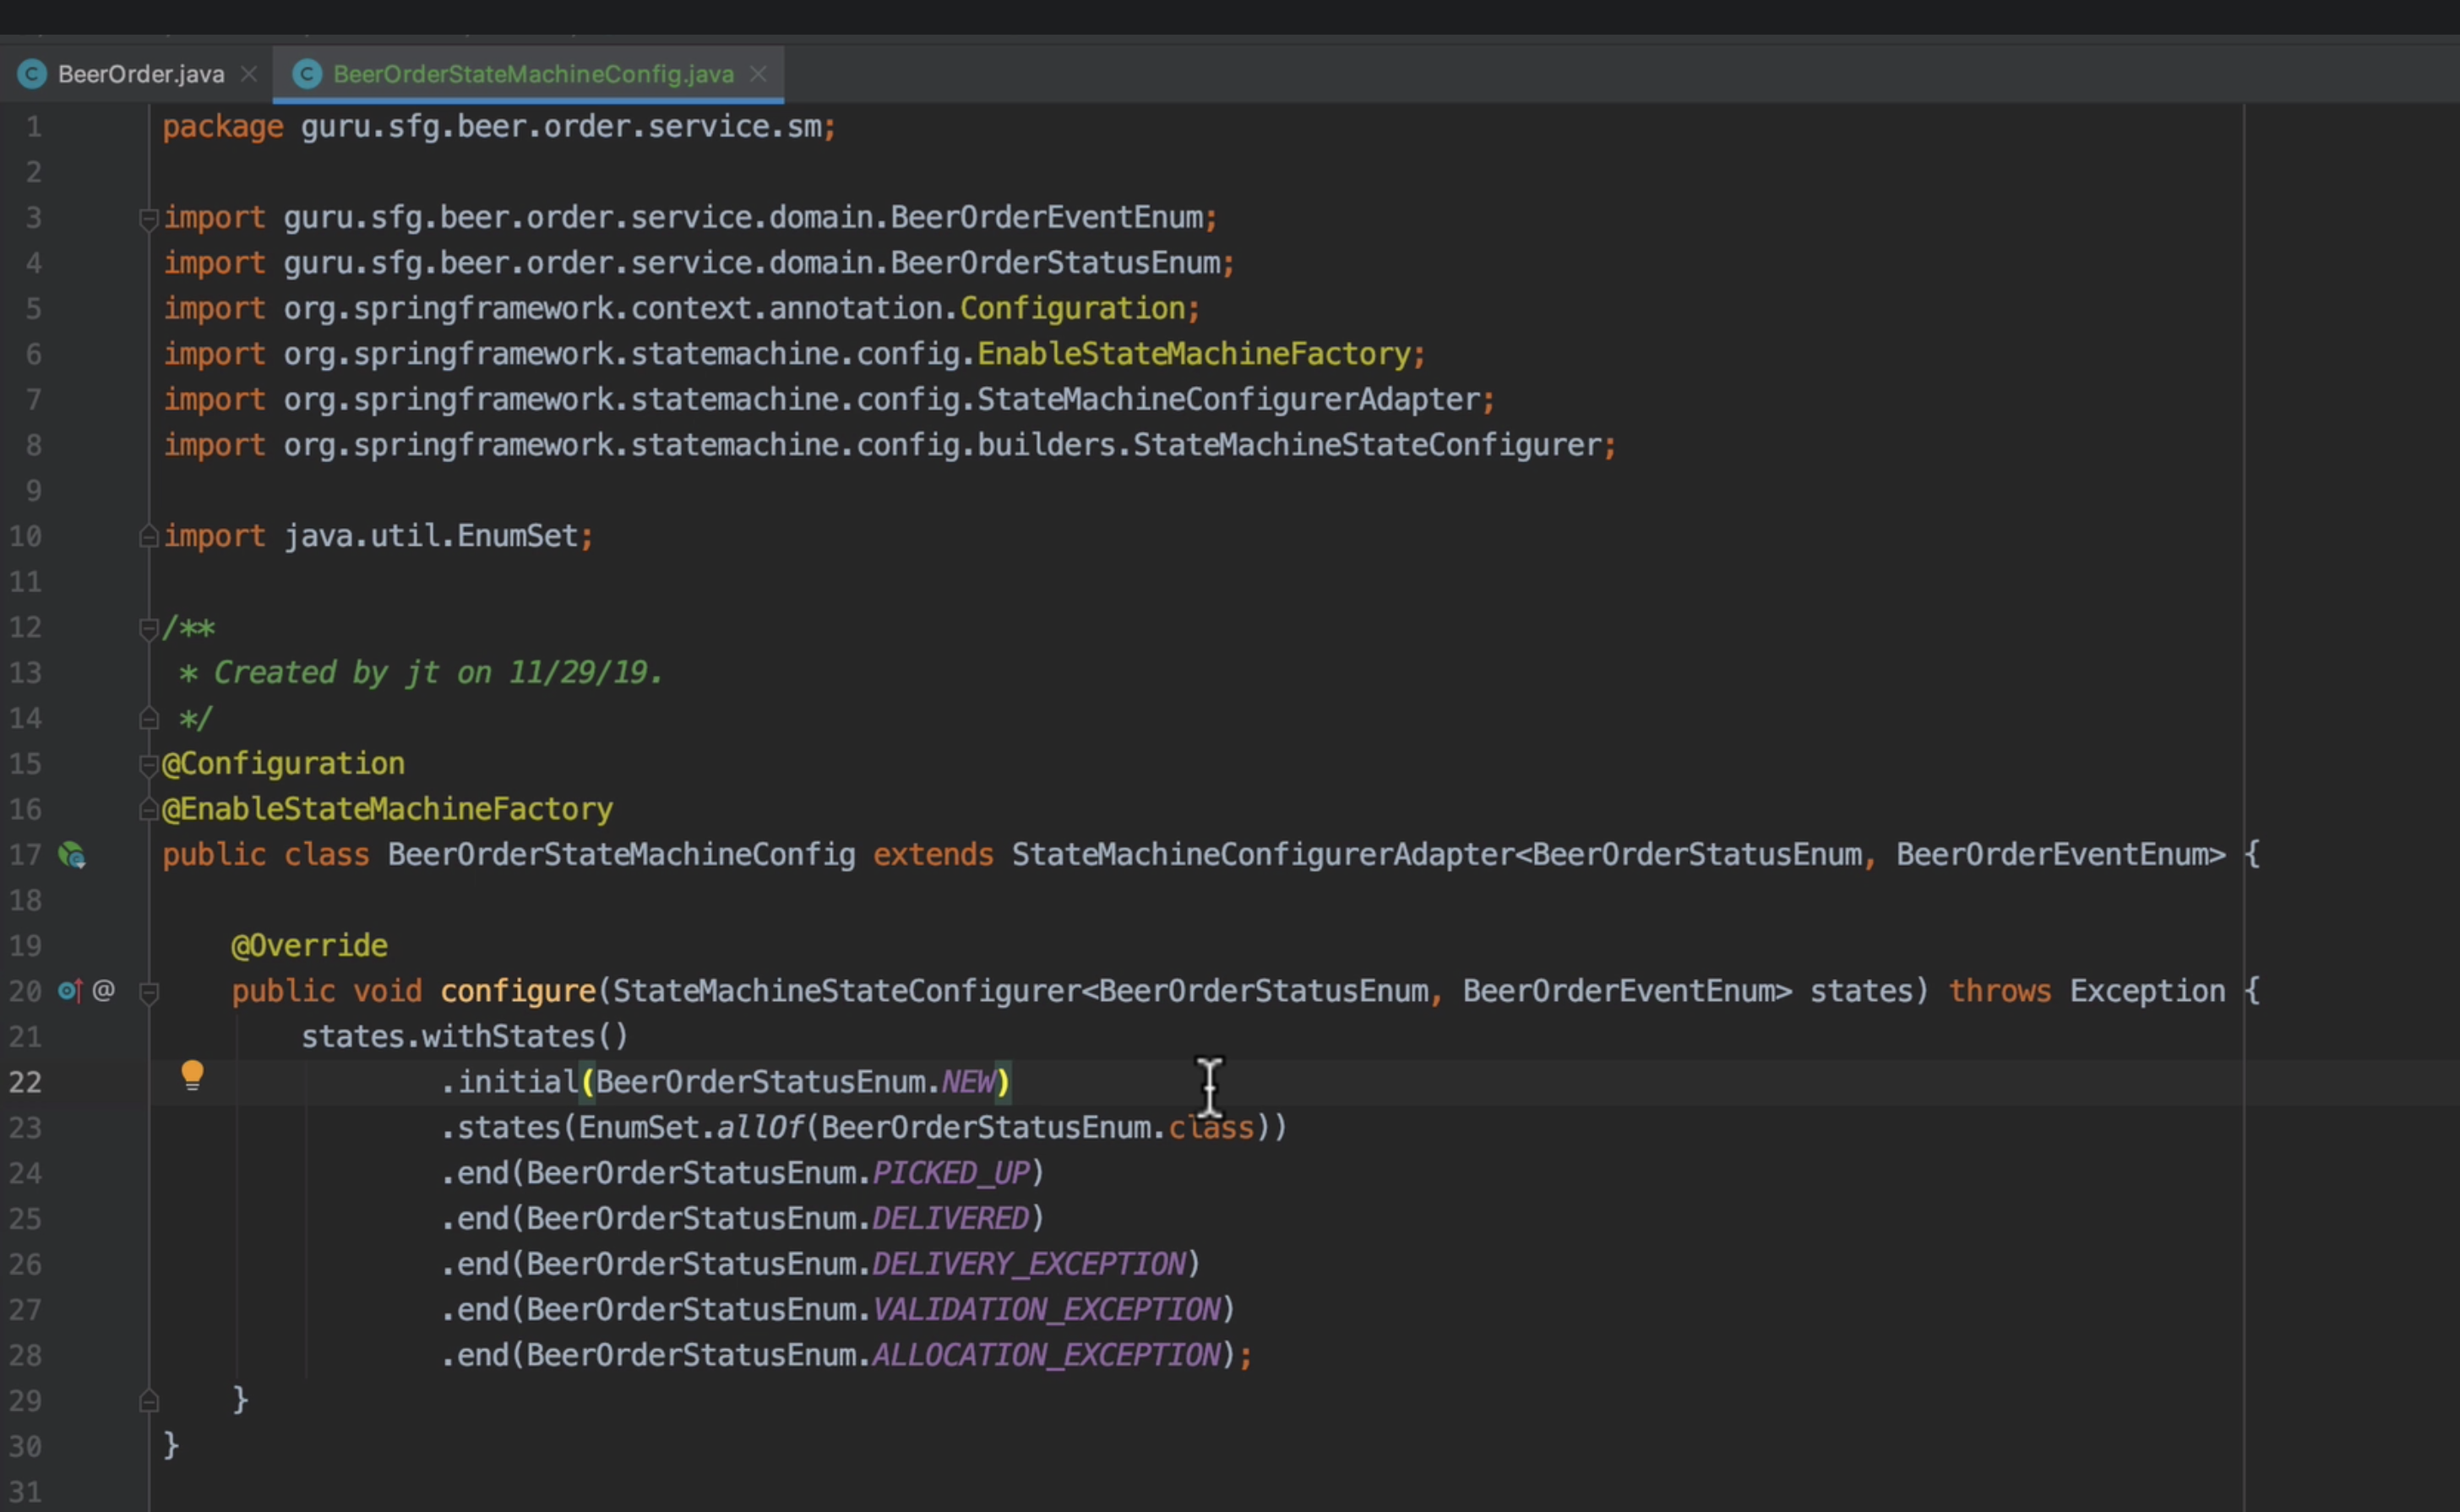 BeerOrder.java BeerOrderStateMachineConfig.java
1 package guru.sfg.beer.order.service.sm;
2
3 import guru.sfg.beer.order.service.domain.BeerOrderEventEnum;
4 import guru.sfg.beer.order.service.domain.BeerOrderStatusEnum;
5 import org.springframework.context.annotation.Configuration;
6 import org.springframework.statemachine.config.EnableStateMachineFactory;
7 import org.springframework.statemachine.config.StateMachineConfigurerAdapter;
8 import org.springframework.statemachine.config.builders.StateMachineStateConfigurer;
9
10 import java.util.EnumSet;
11
12 /**
13 * Created by jt on 11/29/19.
14 */
15 @Configuration
16 @EnableStateMachineFactory
17 public class BeerOrderStateMachineConfig extends StateMachineConfigurerAdapter<BeerOrderStatusEnum, BeerOrderEventEnum> {
18
19 @Override
20 @ public void configure(StateMachineStateConfigurer<BeerOrderStatusEnum, BeerOrderEventEnum> states) throws Exception {
21 states.withStates()
22 .initial(BeerOrderStatusEnum.NEW)
23 .states(EnumSet.allOf(BeerOrderStatusEnum.class))
24 .end(BeerOrderStatusEnum.PICKED_UP)
25 .end(BeerOrderStatusEnum.DELIVERED)
26 .end(BeerOrderStatusEnum.DELIVERY_EXCEPTION)
27 .end(BeerOrderStatusEnum.VALIDATION_EXCEPTION)
28 .end(BeerOrderStatusEnum.ALLOCATION_EXCEPTION);
29 }
30 }
31